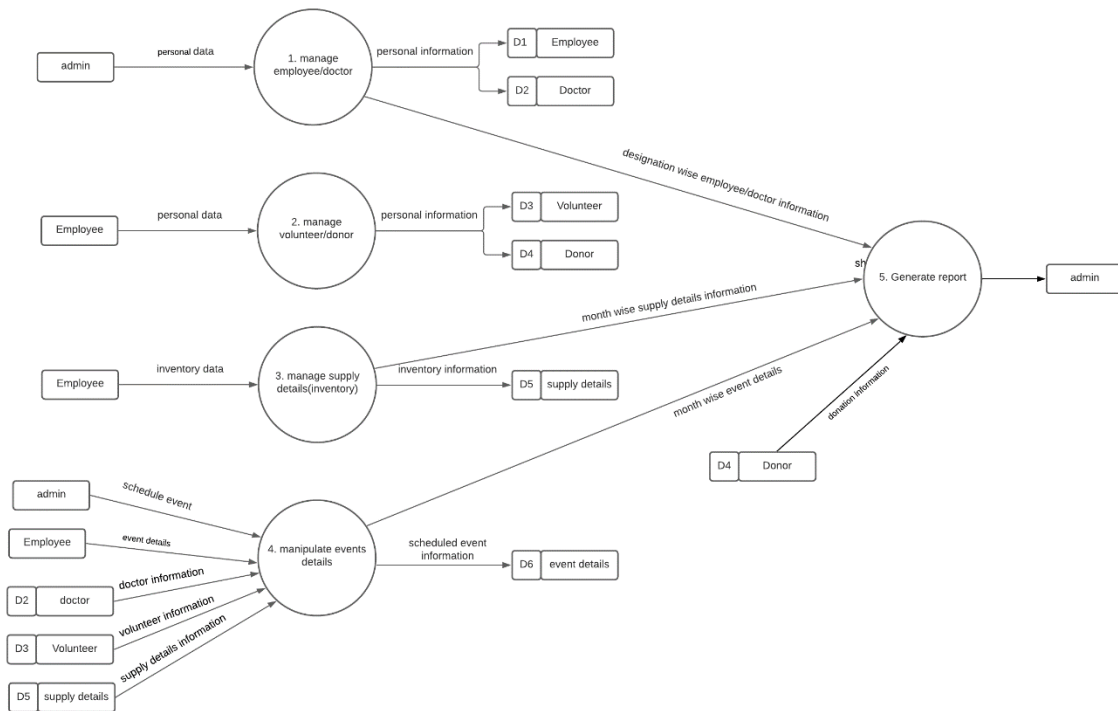 admin
personal data
1. manage
employee/doctor
personal information
D1 Employee
D2 Doctor
designation wise employee/doctor information
Employee
personal data
2. manage
volunteer/donor
personal information
D3 Volunteer
D4 Donor
sh
5. Generate report
admin
month wise supply details information
Employee
inventory data
3. manage supply
details(inventory)
inventory information
D5 supply details
month wise event details
donation information
D4 Donor
admin
schedule event
Employee
event details
D2 doctor
doctor information
D3 Volunteer
volunteer information
D5 supply details
supply details information
4. manipulate events
details
scheduled event
information
D6 event details